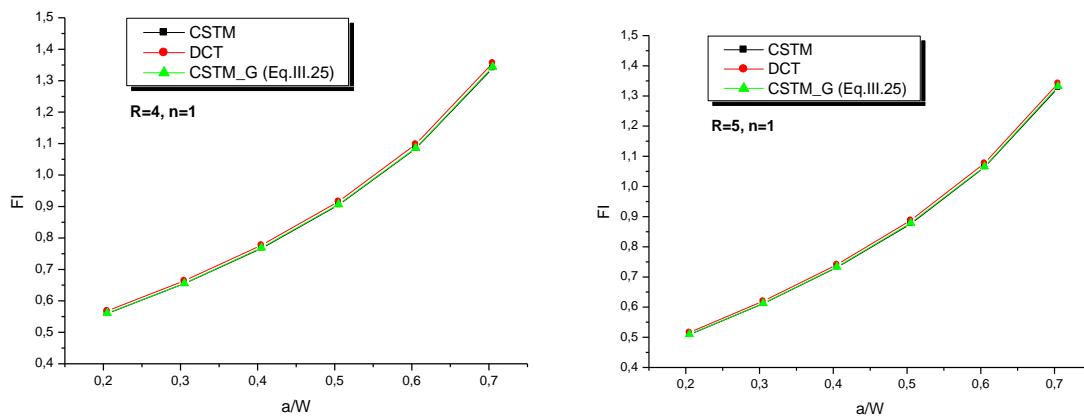 1,5
1,4
1,3
1,2
1,1
1,0
0,9
0,8
0,7
0,6
0,5
0,4
FI
CSTM
DCT
CSTM_G (Eq.III.25)
R=4, n=1
0,2 0,3 0,4 0,5 0,6 0,7
a/W
1,5
1,4
1,3
1,2
1,1
1,0
0,9
0,8
0,7
0,6
0,5
0,4
FI
CSTM
DCT
CSTM_G (Eq.III.25)
R=5, n=1
0,2 0,3 0,4 0,5 0,6 0,7
a/W